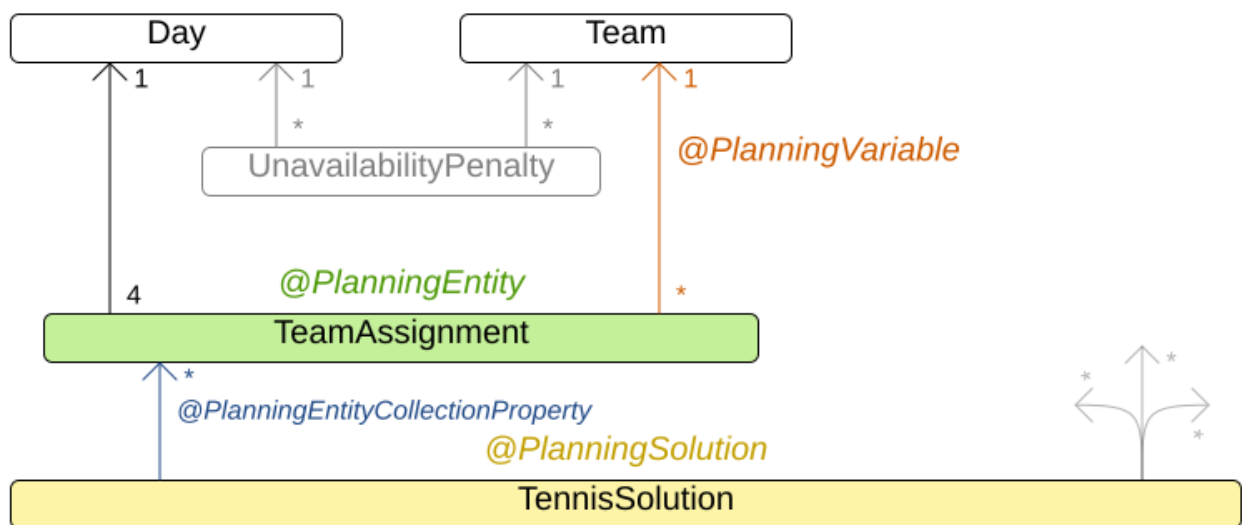 Day
Team
1
1
1
1
*
*
@PlanningVariable
UnavailabilityPenalty
@PlanningEntity
4
*
TeamAssignment
*
*
*
@PlanningEntityCollectionProperty
*
@PlanningSolution
TennisSolution